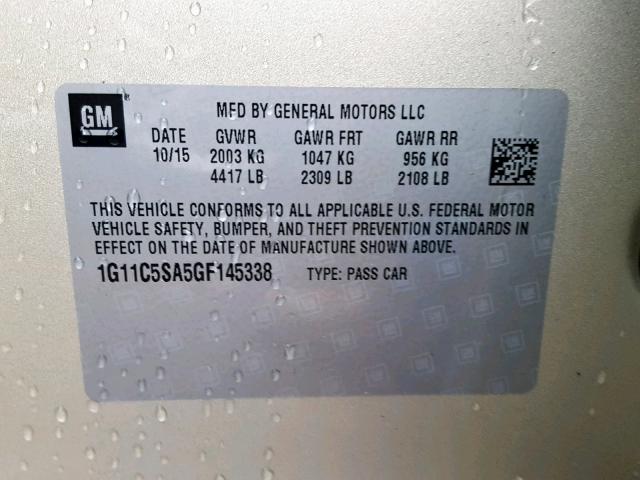 GM
MFD BY GENERAL MOTORS LLC
DATE GVWR GAWR FRT GAWR RR
10/15 2003 KG 1047 KG 956 KG
4417 LB 2309 LB 2108 LB
THIS VEHICLE CONFORMS TO ALL APPLICABLE U.S. FEDERAL MOTOR
VEHICLE SAFETY, BUMPER, AND THEFT PREVENTION STANDARDS IN
EFFECT ON THE DATE OF MANUFACTURE SHOWN ABOVE.
1G11C5SA5GF145338 TYPE: PASS CAR